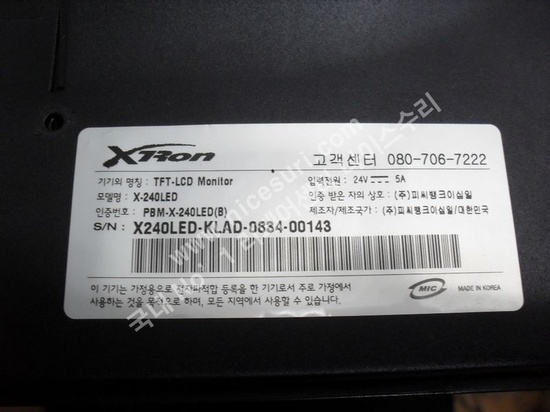 XTRON
고객센터 080-706-7222
기기의 명칭 : TFT-LCD Monitor
입력전원 : 24V 5A
모델명 : X-240LED
인증 받은 자의 상호 : (주)피씨뱅크이십일
인증번호 : PBM-X-240LED(B)
제조자/제조국가 : (주)피씨뱅크이십일/대한민국
S/N : X240LED-KLAD-0834-00143
이 기기는 가정용으로 전자파적합 등록을 한 기기로서 주로 가정에서
사용하는 것을 목적으로 하며, 모든 지역에서 사용할 수 있습니다.
MIC
MADE IN KOREA
www.nicesuri.com